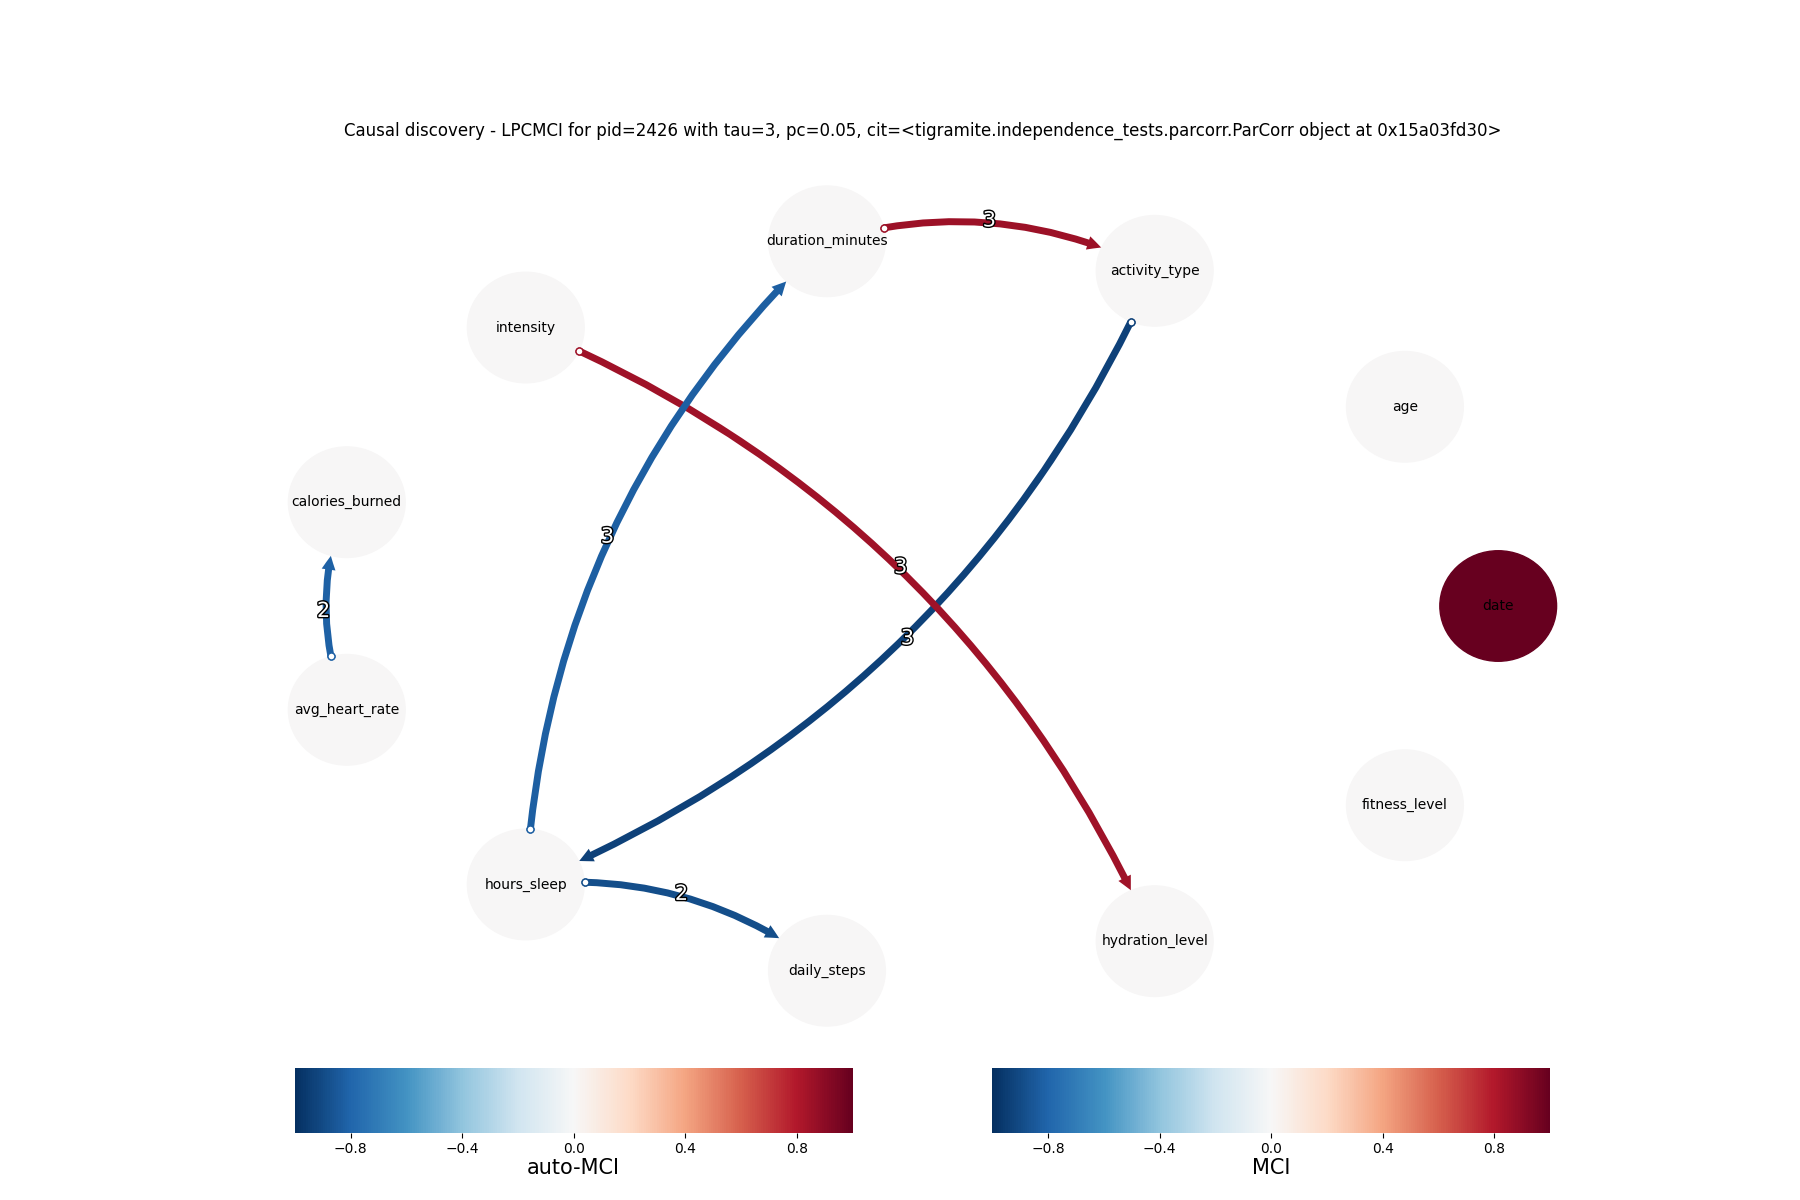 Causal discovery - LPCMCI for pid=2426 with tau=3, pc=0.05, cit=<tigramite.independence_tests.parcorr.ParCorr object at 0x15a03fd30>
duration_minutes
3
activity_type
intensity
age
calories_burned
3
3
date
2
3
avg_heart_rate
fitness_level
hours_sleep
2
hydration_level
daily_steps
−0.8 −0.4 0.0 0.4 0.8
auto-MCI
−0.8 −0.4 0.0 0.4 0.8
MCI